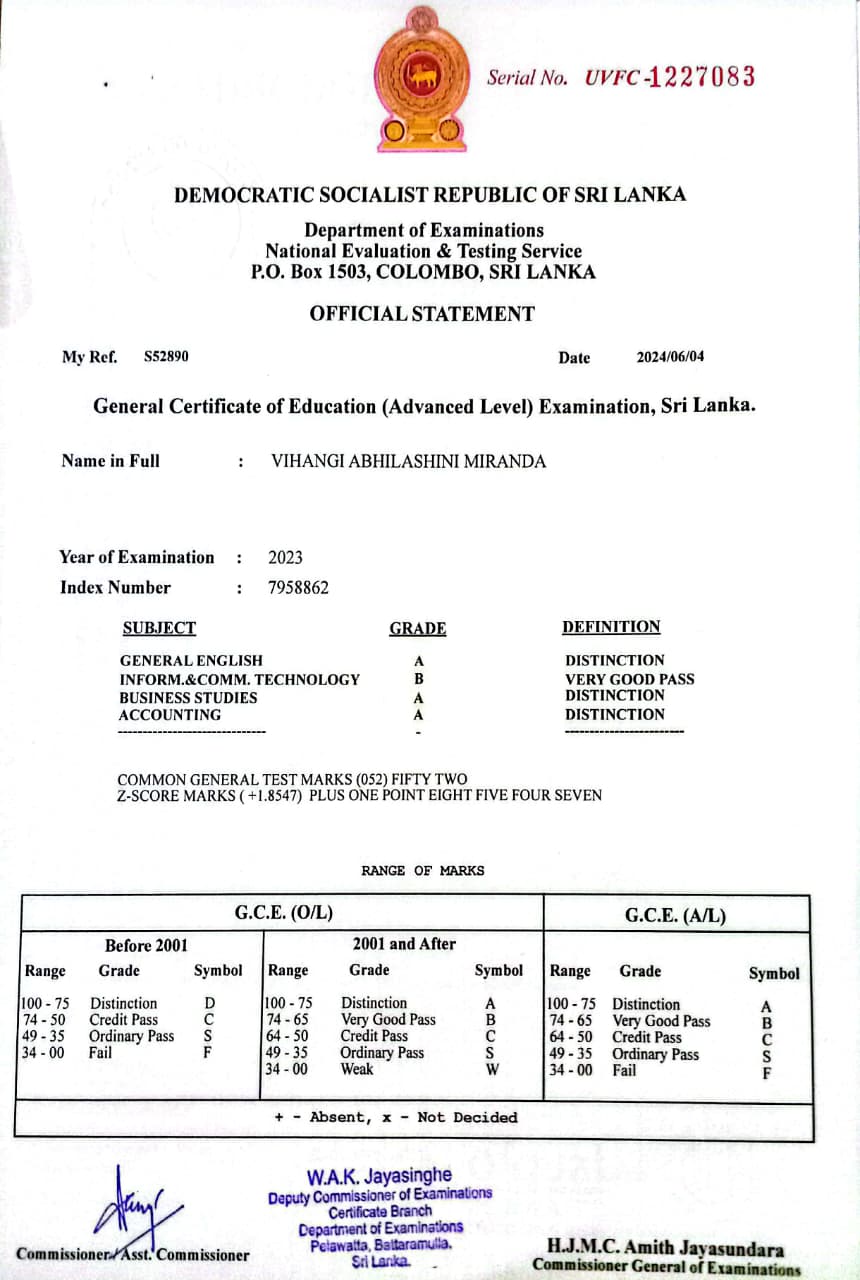 Serial No. UVFC-1227083
DEMOCRATIC SOCIALIST REPUBLIC OF SRI LANKA
Department of Examinations
National Evaluation & Testing Service
P.O. Box 1503, COLOMBO, SRI LANKA
OFFICIAL STATEMENT
My Ref. S52890 Date 2024/06/04
General Certificate of Education (Advanced Level) Examination, Sri Lanka.
Name in Full : VIHANGI ABHILASHINI MIRANDA
Year of Examination : 2023
Index Number : 7958862
SUBJECT GRADE DEFINITION
GENERAL ENGLISH A DISTINCTION
INFORM.&COMM. TECHNOLOGY B VERY GOOD PASS
BUSINESS STUDIES A DISTINCTION
ACCOUNTING A DISTINCTION
------------------------------ - ------------------------
COMMON GENERAL TEST MARKS (052) FIFTY TWO
Z-SCORE MARKS ( +1.8547) PLUS ONE POINT EIGHT FIVE FOUR SEVEN
RANGE OF MARKS
G.C.E. (O/L) G.C.E. (A/L)
Before 2001 2001 and After
Range Grade Symbol Range Grade Symbol Range Grade Symbol
100 - 75 Distinction D 100 - 75 Distinction A 100 - 75 Distinction A
74 - 50 Credit Pass C 74 - 65 Very Good Pass B 74 - 65 Very Good Pass B
49 - 35 Ordinary Pass S 64 - 50 Credit Pass C 64 - 50 Credit Pass C
34 - 00 Fail F 49 - 35 Ordinary Pass S 49 - 35 Ordinary Pass S
34 - 00 Weak W 34 - 00 Fail F
+ - Absent, x - Not Decided
W.A.K. Jayasinghe
Deputy Commissioner of Examinations
Certificate Branch
Department of Examinations
Pelawatta, Battaramulla.
Sri Lanka.
Commissioner/Asst. Commissioner
H.J.M.C. Amith Jayasundara
Commissioner General of Examinations